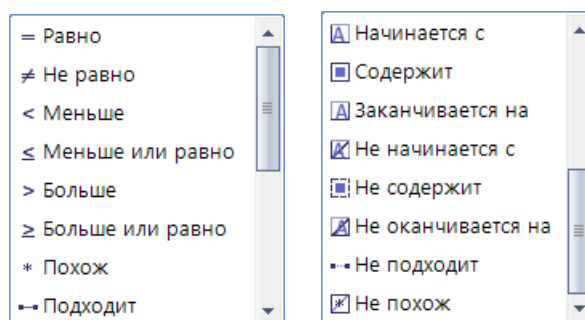 = Равно
≠ Не равно
< Меньше
≤ Меньше или равно
> Больше
≥ Больше или равно
* Похож
Подходит
Начинается с
Содержит
Заканчивается на
Не начинается с
Не содержит
Не оканчивается на
Не подходит
Не похож